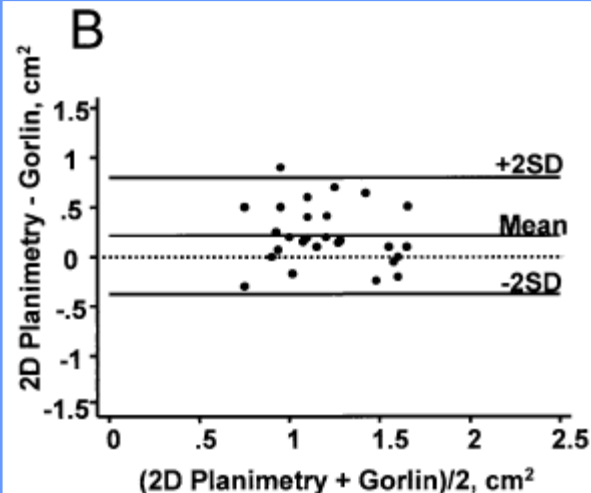 B
2D Planimetry - Gorlin, cm²
1.5
1
.5
0
-.5
-1
-1.5
+2SD
Mean
-2SD
0 .5 1 1.5 2 2.5
(2D Planimetry + Gorlin)/2, cm²